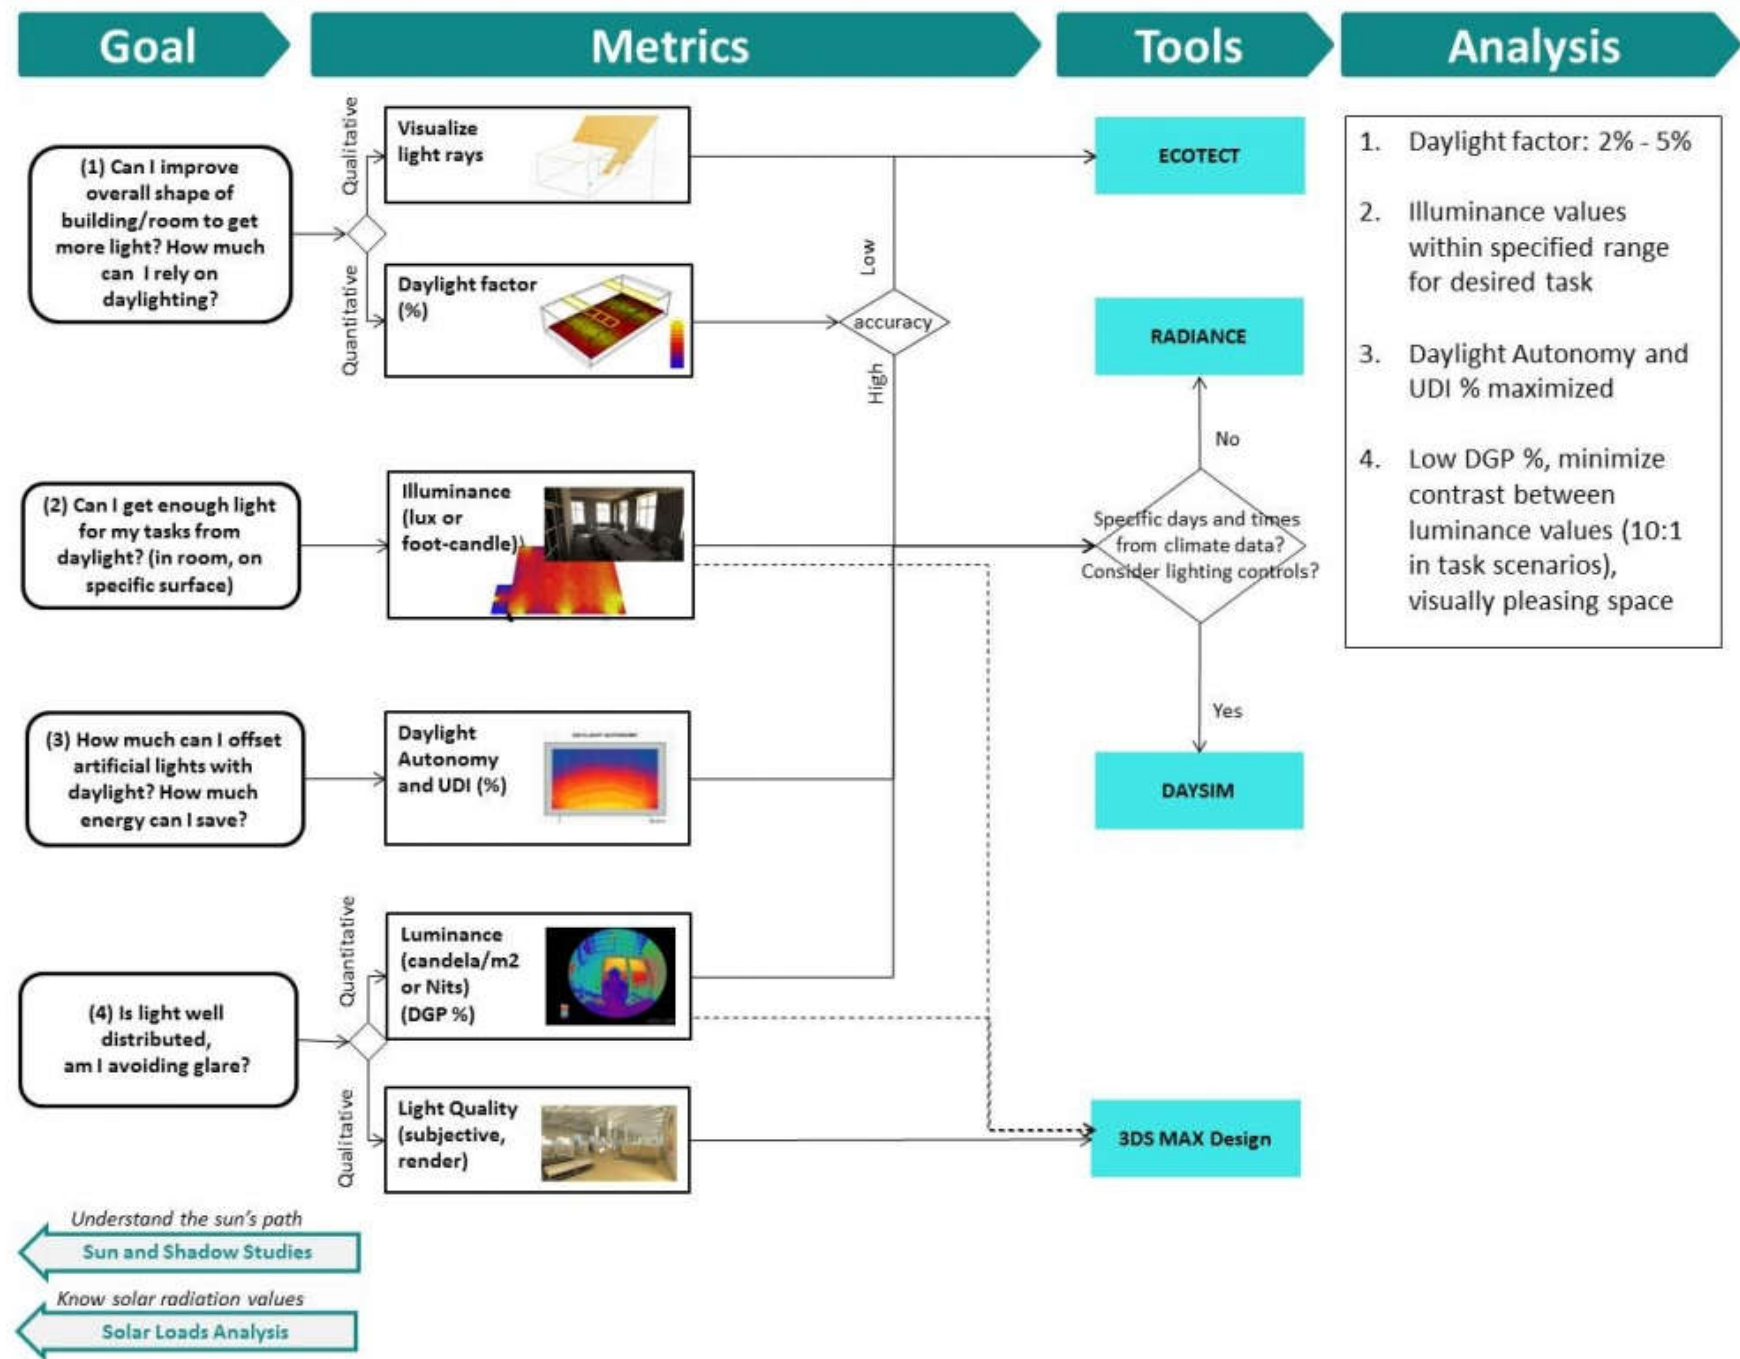 Goal
Metrics
Tools
Analysis
(1) Can I improve
overall shape of
building/room to get
more light? How much
can I rely on
daylighting?
Qualitative
Quantitative
Visualize
light rays
Daylight factor
(%)
Low
accuracy
High
ECOTECT
RADIANCE
No
Specific days and times
from climate data?
Consider lighting controls?
Yes
DAYSIM
(2) Can I get enough light
for my tasks from
daylight? (in room, on
specific surface)
Illuminance
(lux or
foot-candle)
(3) How much can I offset
artificial lights with
daylight? How much
energy can I save?
Daylight
Autonomy
and UDI (%)
DAYLIGHT AUTONOMY
(4) Is light well
distributed,
am I avoiding glare?
Quantitative
Qualitative
Luminance
(candela/m2
or Nits)
(DGP %)
Light Quality
(subjective,
render)
3DS MAX Design
1. Daylight factor: 2% - 5%
2. Illuminance values
within specified range
for desired task
3. Daylight Autonomy and
UDI % maximized
4. Low DGP %, minimize
contrast between
luminance values (10:1
in task scenarios),
visually pleasing space
Understand the sun's path
Sun and Shadow Studies
Know solar radiation values
Solar Loads Analysis